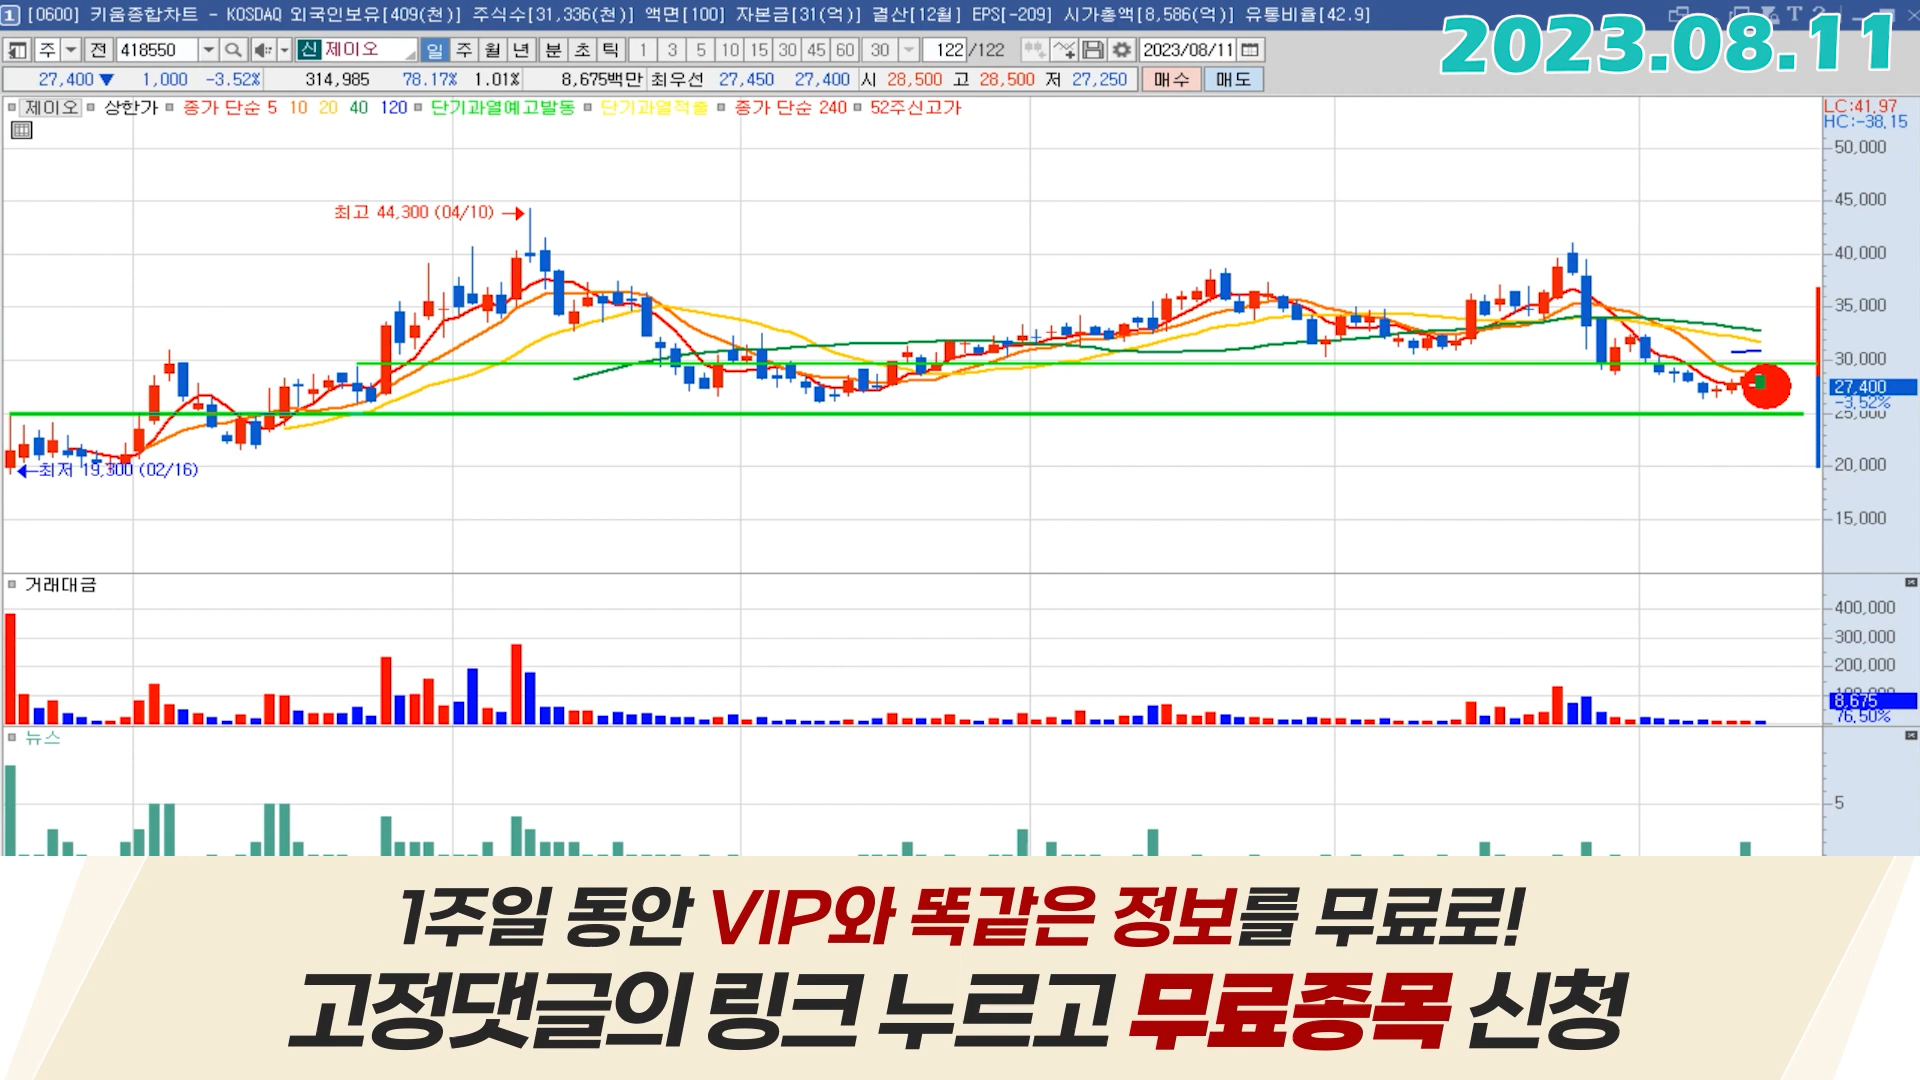 1 [0600] 키움종합차트 - KOSDAQ 외국인보유[409(천)] 주식수[31,336(천)] 액면[100] 자본금[31(억)] 결산[12월] EPS[-209] 시가총액[8,586(억)] 유통비율[42.9]
2023.08.11
주 전 418550 신 제이오 일 주 월 년 분 초 틱 1 3 5 10 15 30 45 60 30 122 /122 2023/08/11
27,400 ▼ 1,000 -3.52% 314,985 78.17% 1.01% 8,675백만 최우선 27,450 27,400 시 28,500 고 28,500 저 27,250 매수 매도
제이오 상한가 종가 단순 5 10 20 40 120 단기과열예고발동 단기과열적출 종가 단순 240 52주신고가
LC:41.97
HC:-38.15
50,000
최고 44,300 (04/10)
45,000
40,000
35,000
30,000
27,400
-3.52%
25,000
최저 19,300 (02/16)
20,000
15,000
거래대금
400,000
300,000
200,000
8,675
76.50%
뉴스
5
1주일 동안 VIP와 똑같은 정보를 무료로!
고정댓글의 링크 누르고 무료종목 신청